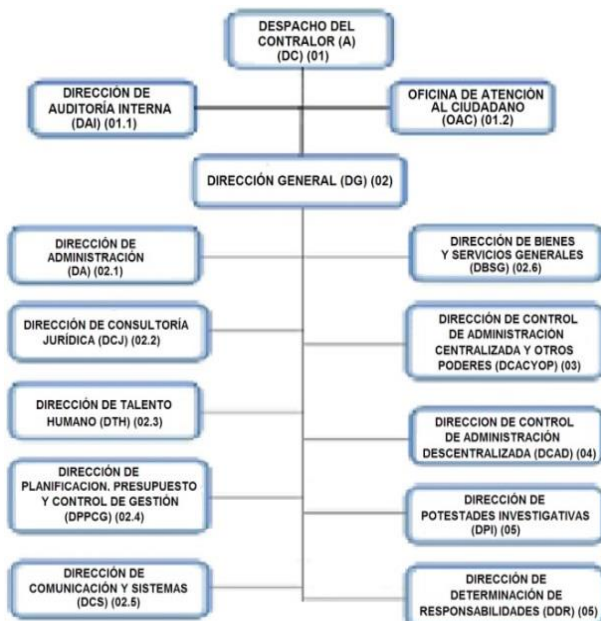 DESPACHO DEL
CONTRALOR (A)
(DC) (01)
DIRECCIÓN DE
AUDITORÍA INTERNA
(DAI) (01.1)
OFICINA DE ATENCIÓN
AL CIUDADANO
(OAC) (01.2)
DIRECCIÓN GENERAL (DG) (02)
DIRECCIÓN DE
ADMINISTRACIÓN
(DA) (02.1)
DIRECCIÓN DE BIENES
Y SERVICIOS GENERALES
(DBSG) (02.6)
DIRECCIÓN DE CONSULTORÍA
JURÍDICA (DCJ) (02.2)
DIRECCIÓN DE CONTROL
DE ADMINISTRACIÓN
CENTRALIZADA Y OTROS
PODERES (DCACYOP) (03)
DIRECCIÓN DE TALENTO
HUMANO (DTH) (02.3)
DIRECCION DE CONTROL
DE ADMINISTRACIÓN
DESCENTRALIZADA (DCAD) (04)
DIRECCIÓN DE
PLANIFICACION. PRESUPUESTO
Y CONTROL DE GESTIÓN
(DPPCG) (02.4)
DIRECCIÓN DE
POTESTADES INVESTIGATIVAS
(DPI) (05)
DIRECCIÓN DE
COMUNICACIÓN Y SISTEMAS
(DCS) (02.5)
DIRECCIÓN DE
DETERMINACIÓN DE
RESPONSABILIDADES (DDR) (05)